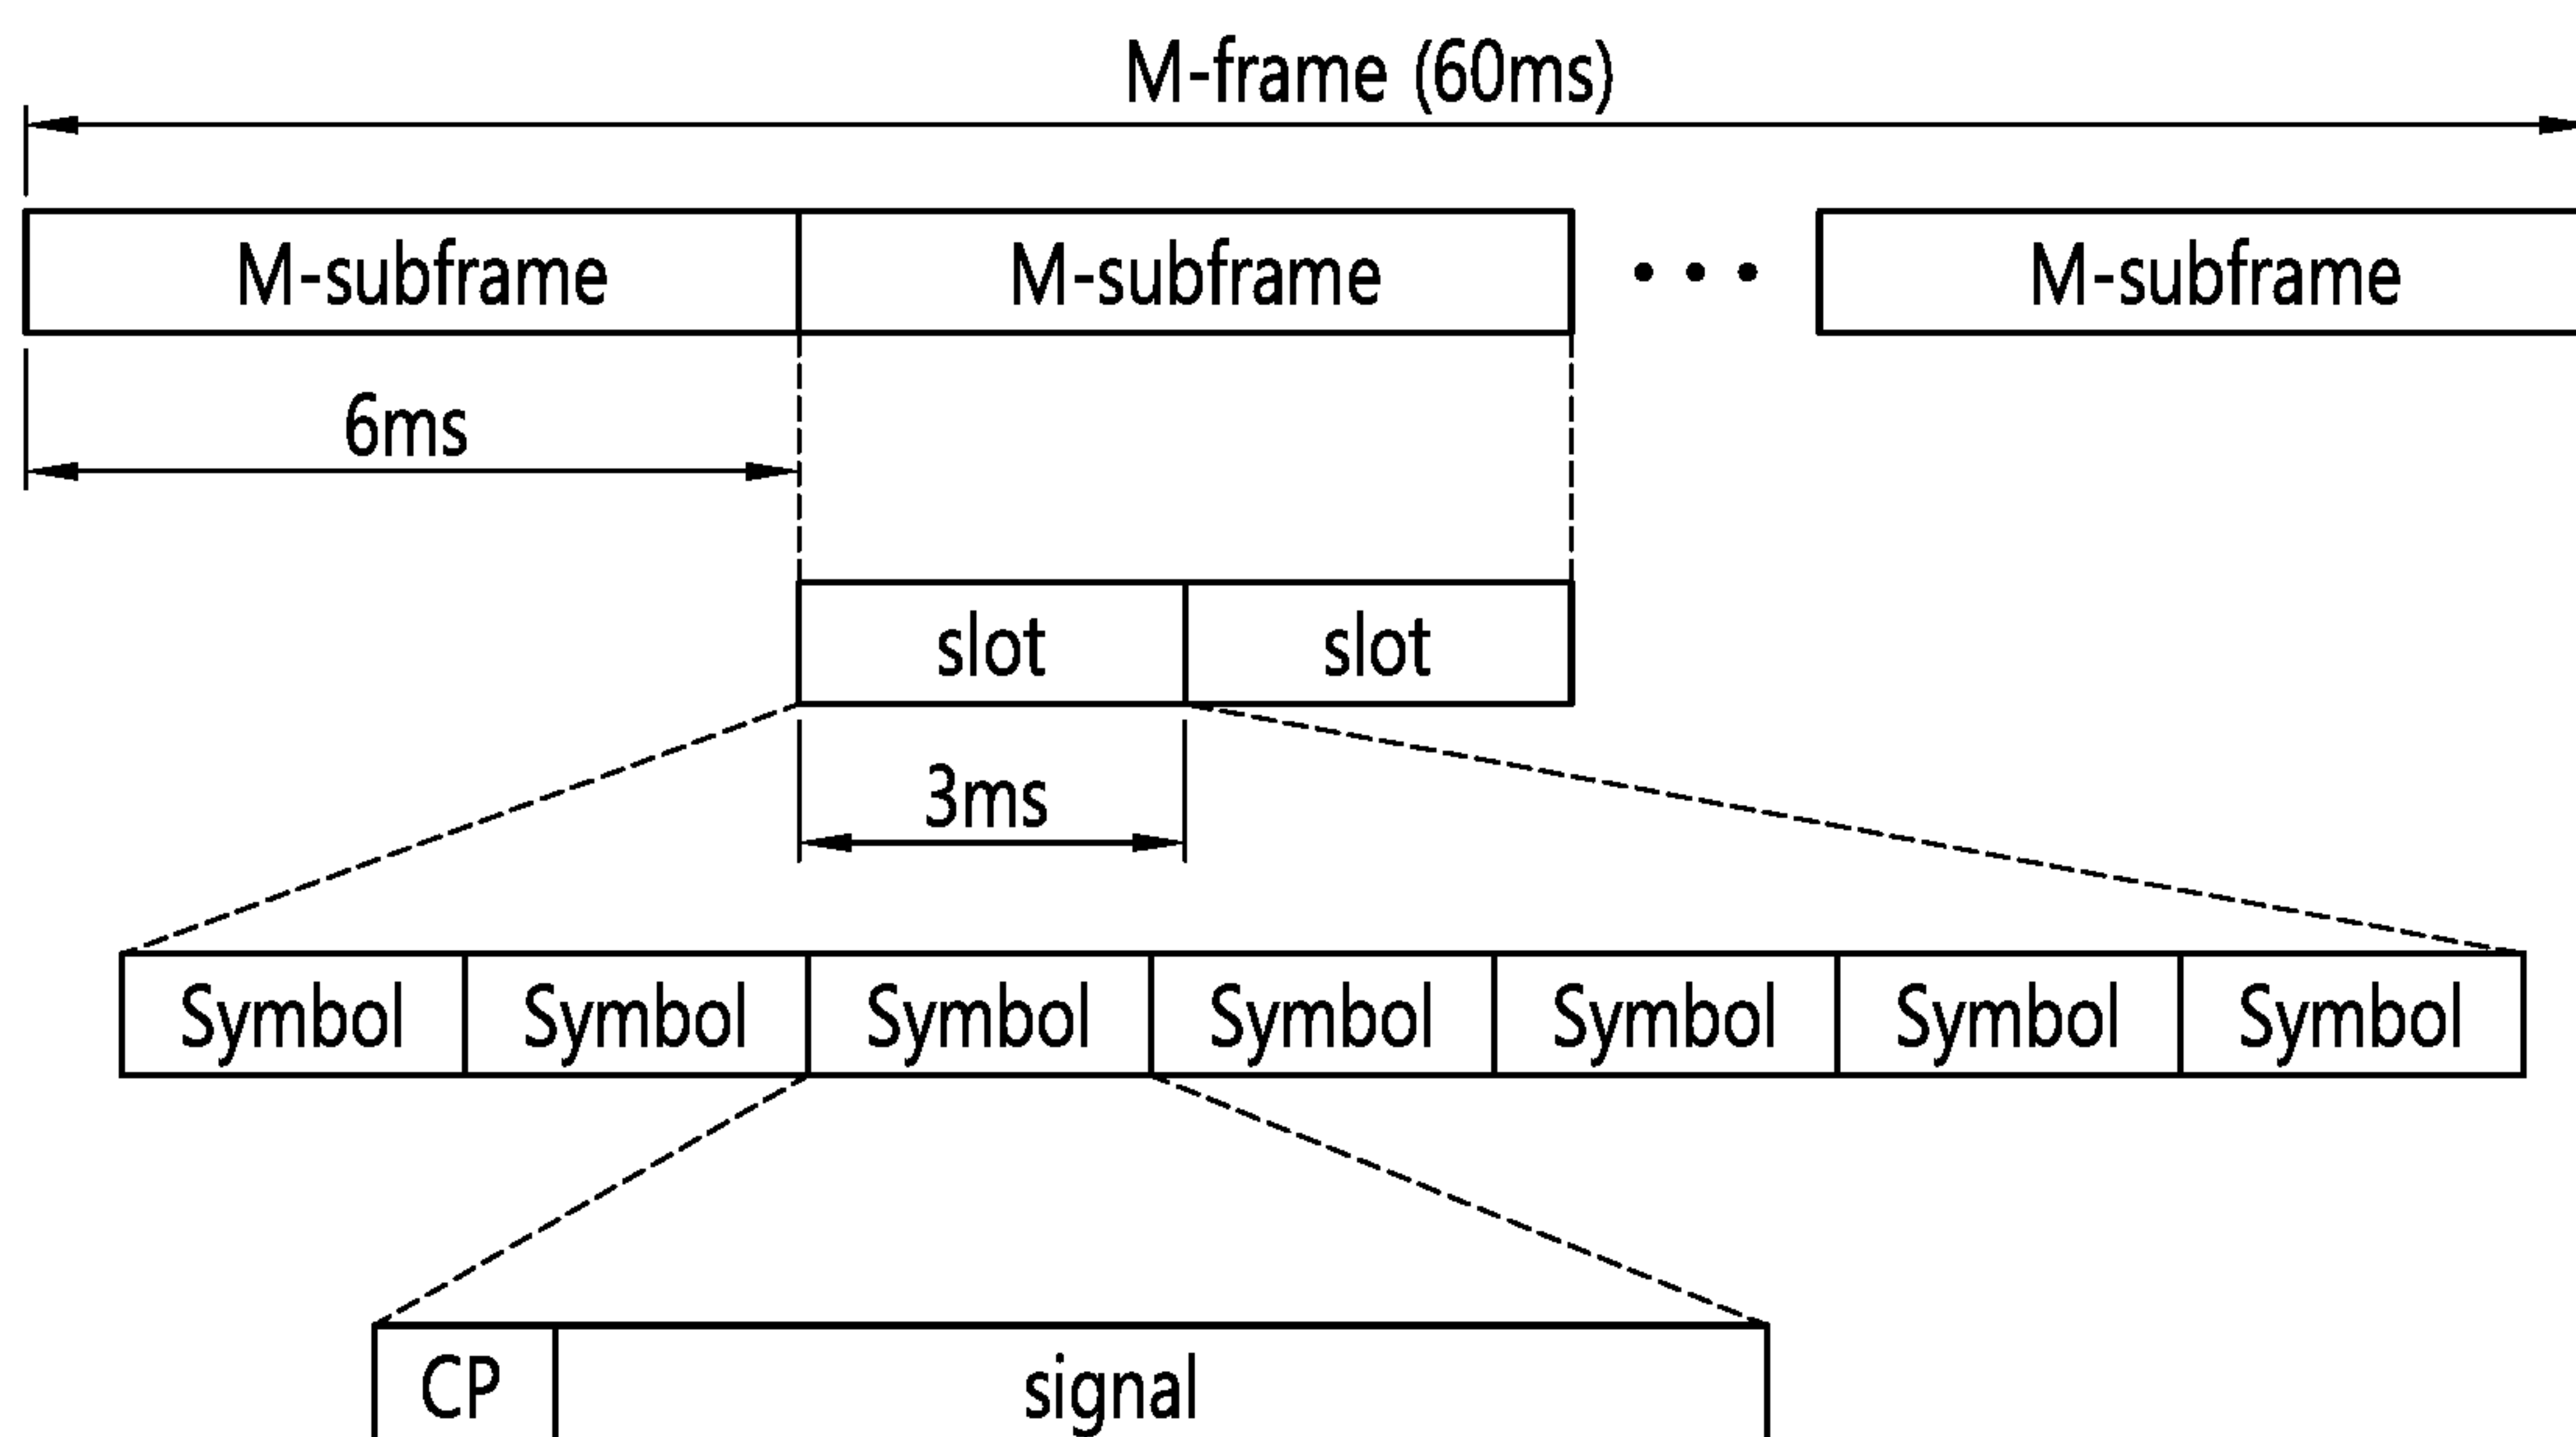 M-frame (60ms)
M-subframe M-subframe ••• M-subframe
6ms
slot slot
3ms
Symbol Symbol Symbol Symbol Symbol Symbol Symbol
CP signal